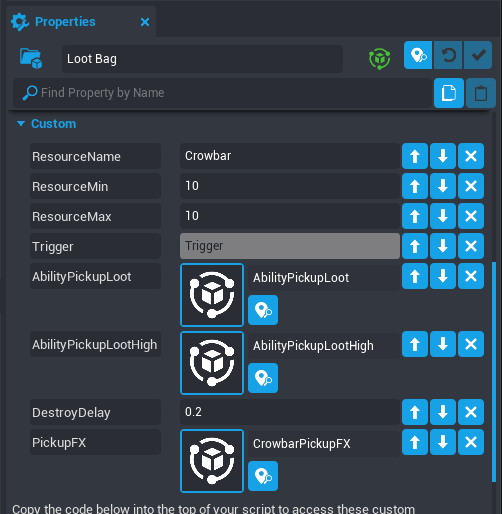 Properties
Loot Bag
Find Property by Name
Custom
ResourceName Crowbar
ResourceMin 10
ResourceMax 10
Trigger Trigger
AbilityPickupLoot AbilityPickupLoot
AbilityPickupLootHigh AbilityPickupLootHigh
DestroyDelay 0.2
PickupFX CrowbarPickupFX
Copy the code below into the top of your script to access these custom